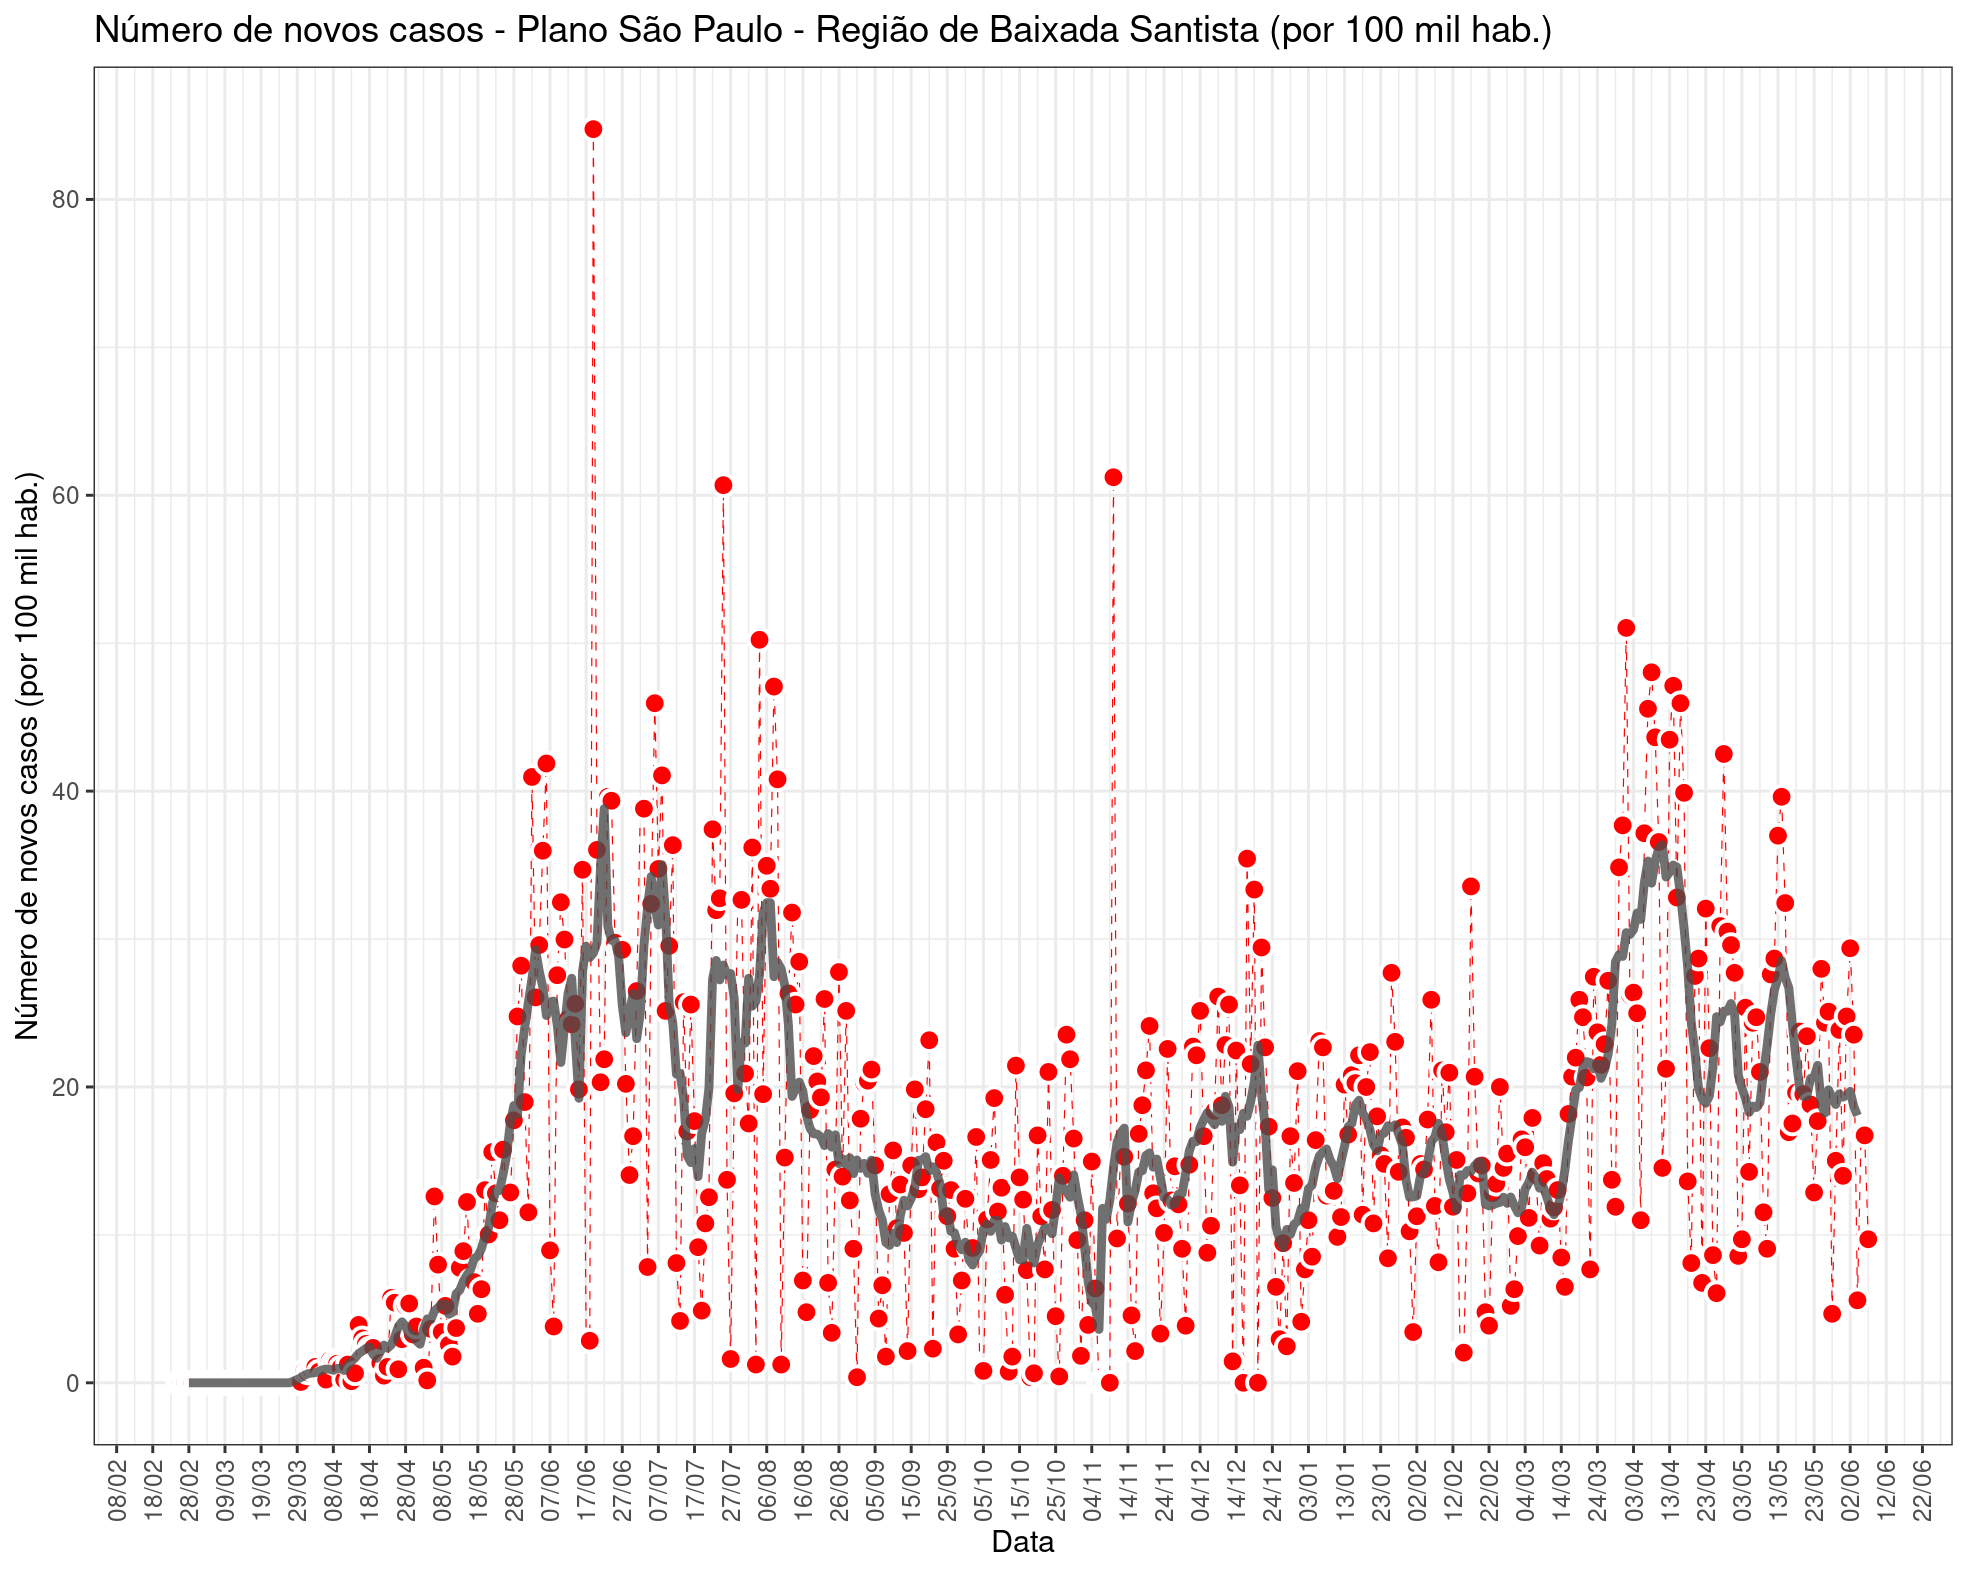 Número de novos casos - Plano São Paulo - Região de Baixada Santista (por 100 mil hab.)
Número de novos casos (por 100 mil hab.)
80
60
40
20
0
08/02 18/02 28/02 09/03 19/03 29/03 08/04 18/04 28/04 08/05 18/05 28/05 07/06 17/06 27/06 07/07 17/07 27/07 06/08 16/08 26/08 05/09 15/09 25/09 05/10 15/10 25/10 04/11 14/11 24/11 04/12 14/12 24/12 03/01 13/01 23/01 02/02 12/02 22/02 04/03 14/03 24/03 03/04 13/04 23/04 03/05 13/05 23/05 02/06 12/06 22/06
Data